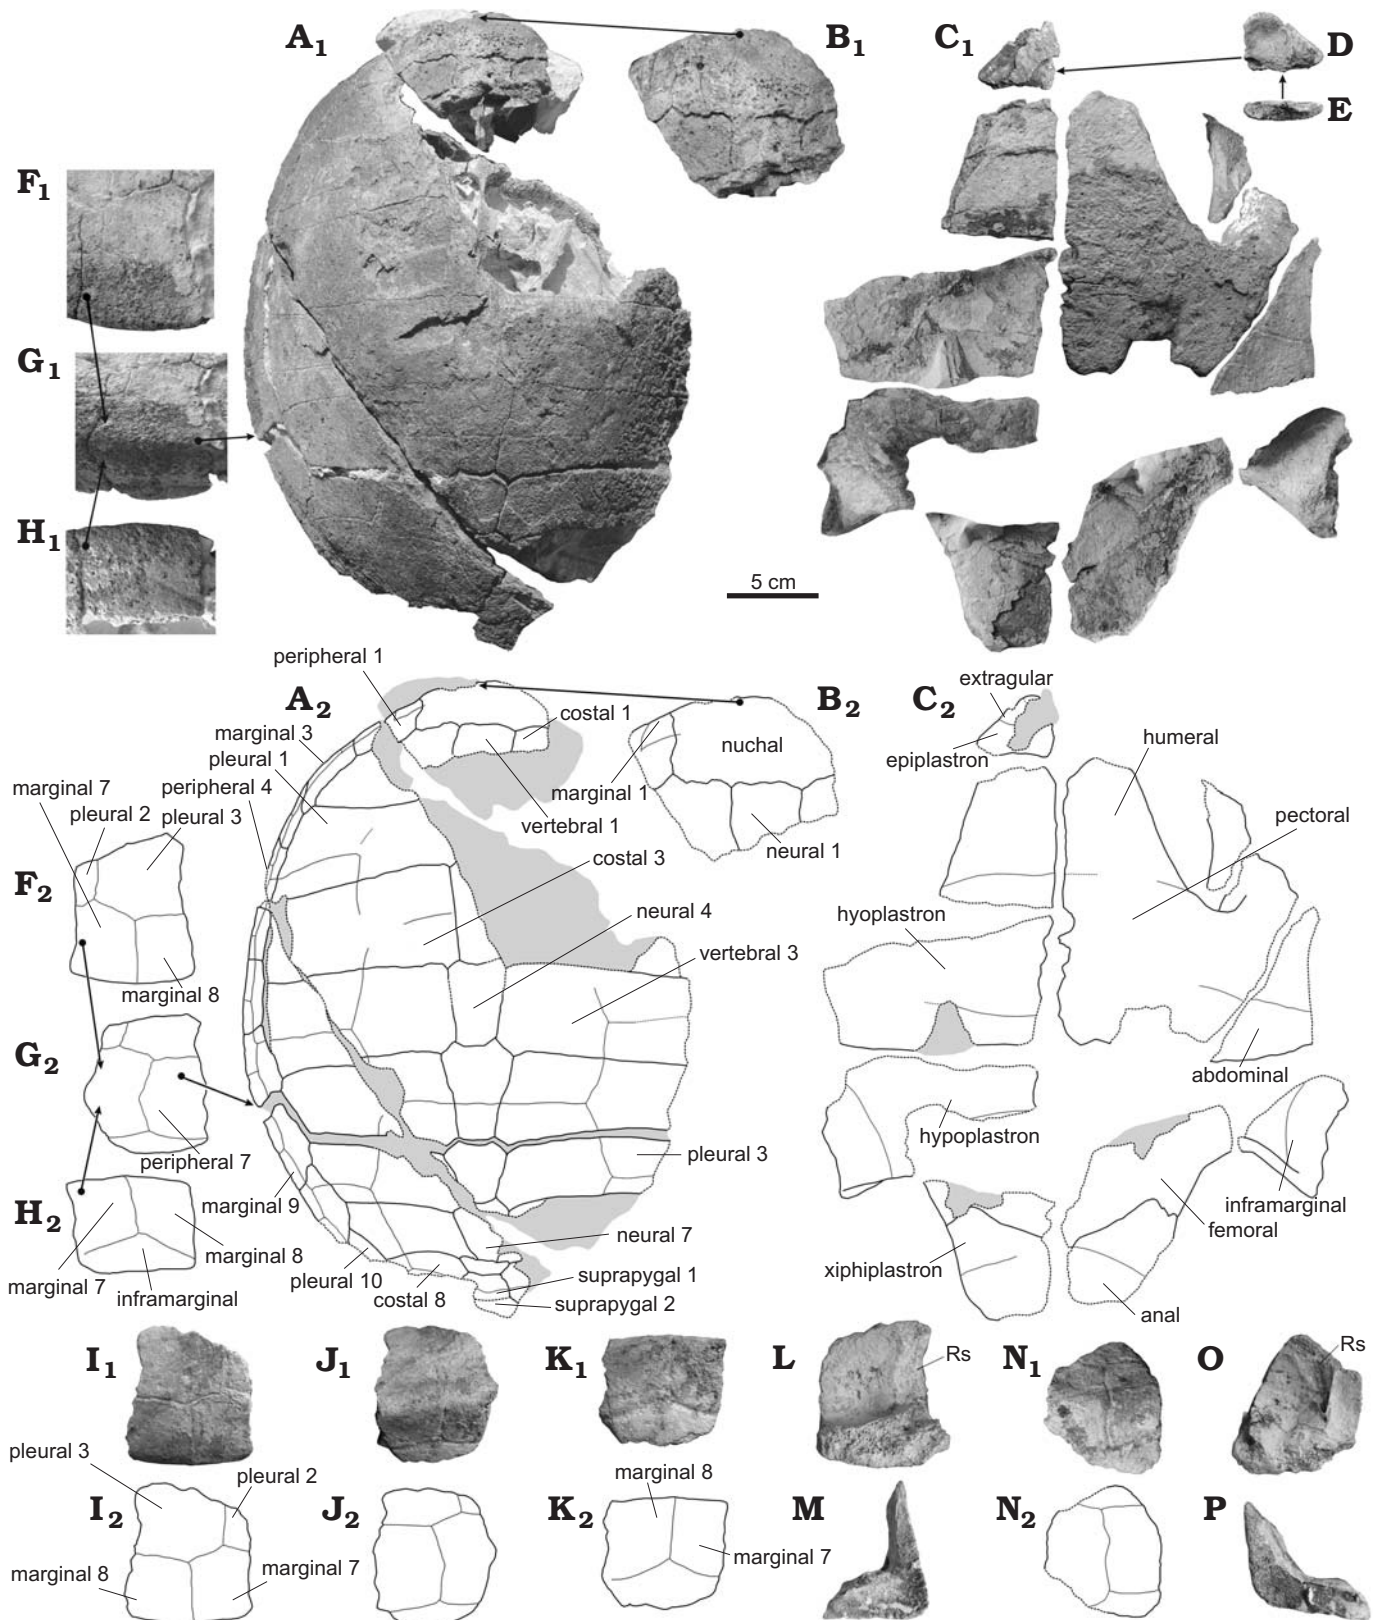 A1
B1
C1
D
E
F1
G1
H1
5 cm
peripheral 1
A2
B2
C2
extragular
epiplastron
humeral
marginal 3
pleural 1
peripheral 4
costal 1
nuchal
marginal 1
vertebral 1
neural 1
pectoral
marginal 7
pleural 2
pleural 3
costal 3
F2
neural 4
hyoplastron
vertebral 3
marginal 8
G2
abdominal
peripheral 7
hypoplastron
pleural 3
H2
marginal 9
inframarginal
femoral
marginal 8
neural 7
xiphiplastron
marginal 7
pleural 10
suprapygal 1
inframarginal
costal 8
suprapygal 2
anal
I1
J1
K1
L
Rs
N1
O
Rs
pleural 3
pleural 2
marginal 8
I2
J2
K2
M
N2
P
marginal 8
marginal 7
marginal 7